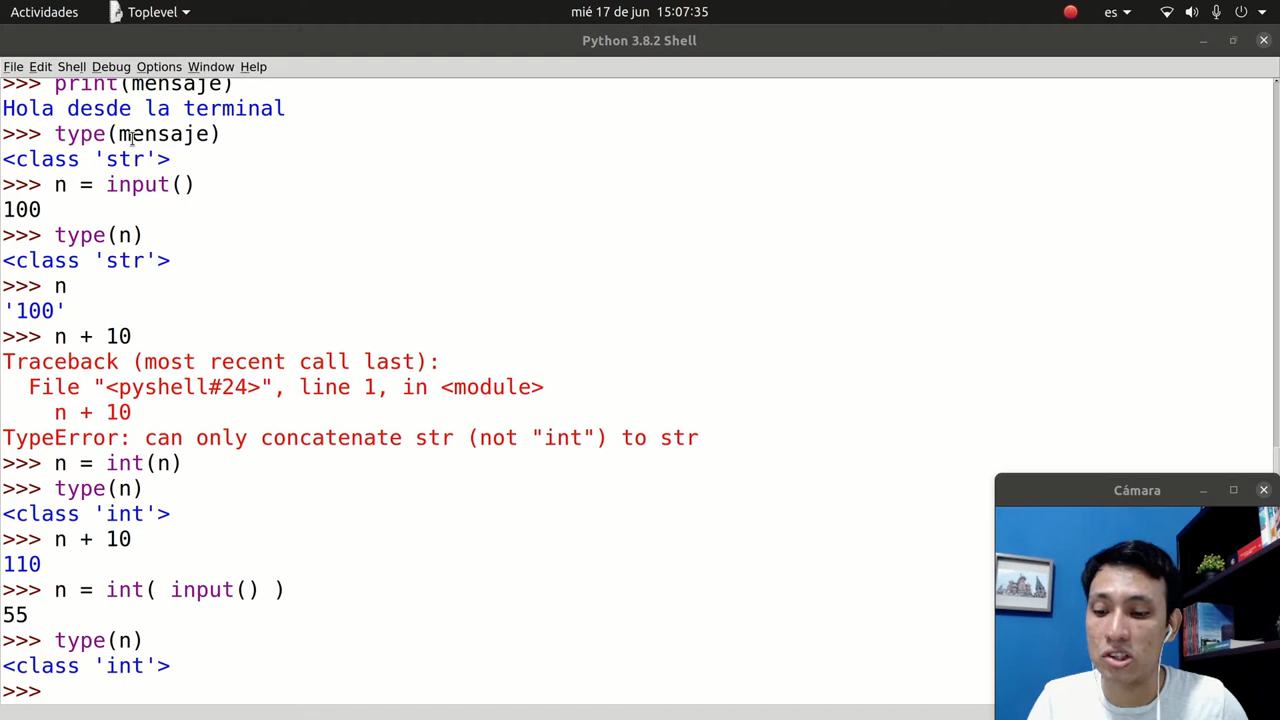 Actividades
Toplevel
mié 17 de jun 15:07:35
es
Python 3.8.2 Shell
File Edit Shell Debug Options Window Help
>>> print(mensaje)
Hola desde la terminal
>>> type(mensaje)
<class 'str'>
>>> n = input()
100
>>> type(n)
<class 'str'>
>>> n
'100'
>>> n + 10
Traceback (most recent call last):
  File "<pyshell#24>", line 1, in <module>
    n + 10
TypeError: can only concatenate str (not "int") to str
>>> n = int(n)
>>> type(n)
<class 'int'>
>>> n + 10
110
>>> n = int( input() )
55
>>> type(n)
<class 'int'>
>>>
Cámara